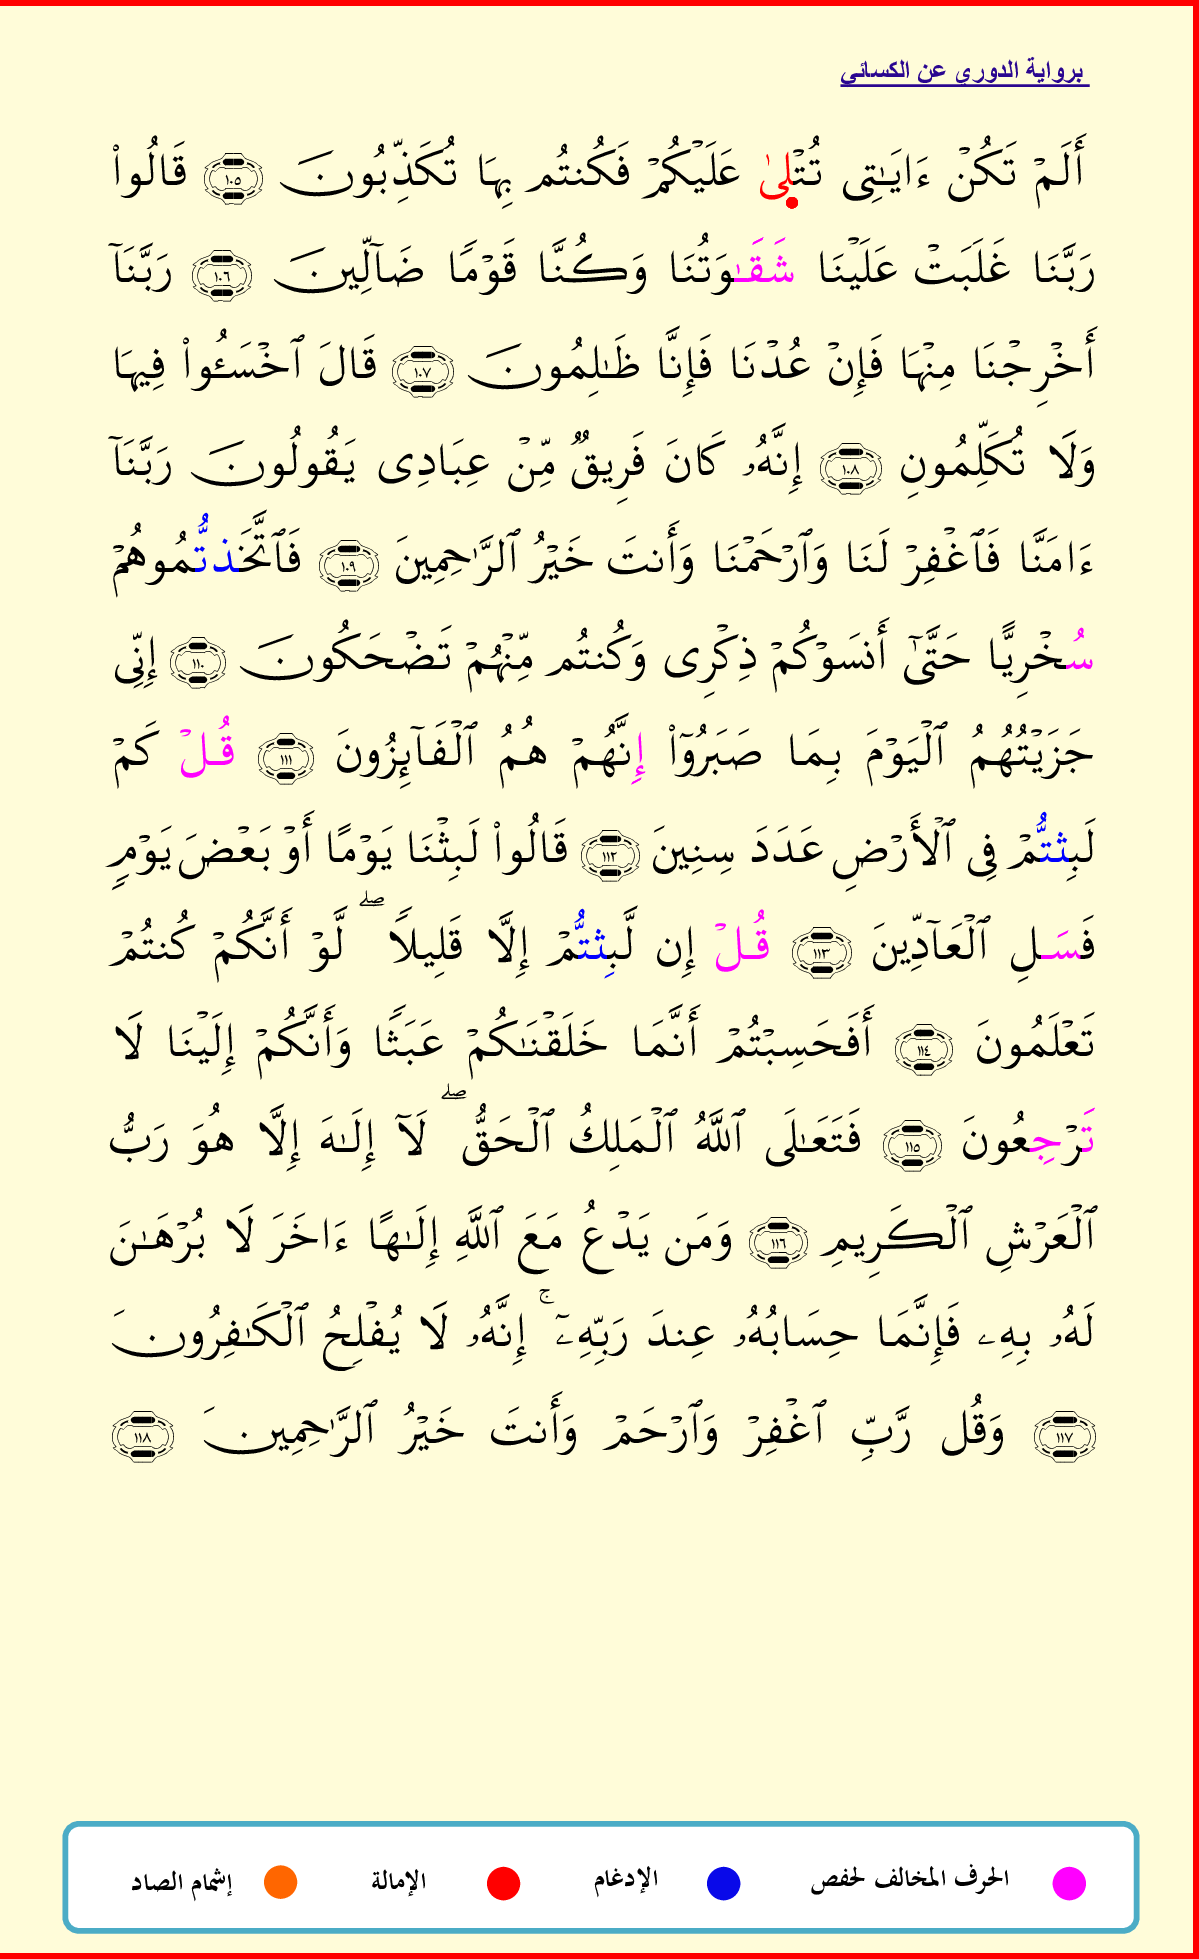 برواية الدوري عن الكسائي
أَلَمْ تَكُنْ ءَايَـٰتِى تُتْلِىٰ عَلَيْكُمْ فَكُنتُم بِهَا تُكَذِّبُونَ ١٠٥ قَالُوا۟
رَبَّنَا غَلَبَتْ عَلَيْنَا شَقَـٰوَتُنَا وَكُنَّا قَوْمًا ضَآلِّينَ ١٠٦ رَبَّنَآ
أَخْرِجْنَا مِنْهَا فَإِنْ عُدْنَا فَإِنَّا ظَـٰلِمُونَ ١٠٧ قَالَ ٱخْسَـُٔوا۟ فِيهَا
وَلَا تُكَلِّمُونِ ١٠٨ إِنَّهُۥ كَانَ فَرِيقٌ مِّنْ عِبَادِى يَقُولُونَ رَبَّنَآ
ءَامَنَّا فَٱغْفِرْ لَنَا وَٱرْحَمْنَا وَأَنتَ خَيْرُ ٱلرَّٰحِمِينَ ١٠٩ فَٱتَّخَذتُّمُوهُمْ
سُخْرِيًّا حَتَّىٰٓ أَنسَوْكُمْ ذِكْرِى وَكُنتُم مِّنْهُمْ تَضْحَكُونَ ١١٠ إِنِّى
جَزَيْتُهُمُ ٱلْيَوْمَ بِمَا صَبَرُوٓا۟ إِنَّهُمْ هُمُ ٱلْفَآئِزُونَ ١١١ قُلْ كَمْ
لَبِثتُّمْ فِى ٱلْأَرْضِ عَدَدَ سِنِينَ ١١٢ قَالُوا۟ لَبِثْنَا يَوْمًا أَوْ بَعْضَ يَوْمٍ
فَسَـلِ ٱلْعَآدِّينَ ١١٣ قُلْ إِن لَّبِثتُّمْ إِلَّا قَلِيلًا ۖ لَّوْ أَنَّكُمْ كُنتُمْ
تَعْلَمُونَ ١١٤ أَفَحَسِبْتُمْ أَنَّمَا خَلَقْنَـٰكُمْ عَبَثًا وَأَنَّكُمْ إِلَيْنَا لَا
تَرْجِعُونَ ١١٥ فَتَعَـٰلَى ٱللَّهُ ٱلْمَلِكُ ٱلْحَقُّ ۖ لَآ إِلَـٰهَ إِلَّا هُوَ رَبُّ
ٱلْعَرْشِ ٱلْكَرِيمِ ١١٦ وَمَن يَدْعُ مَعَ ٱللَّهِ إِلَـٰهًا ءَاخَرَ لَا بُرْهَـٰنَ
لَهُۥ بِهِۦ فَإِنَّمَا حِسَابُهُۥ عِندَ رَبِّهِۦٓ ۚ إِنَّهُۥ لَا يُفْلِحُ ٱلْكَـٰفِرُونَ
١١٧ وَقُل رَّبِّ ٱغْفِرْ وَٱرْحَمْ وَأَنتَ خَيْرُ ٱلرَّٰحِمِينَ ١١٨
الحرف المخالف لحفص الإدغام الإمالة إشمام الصاد